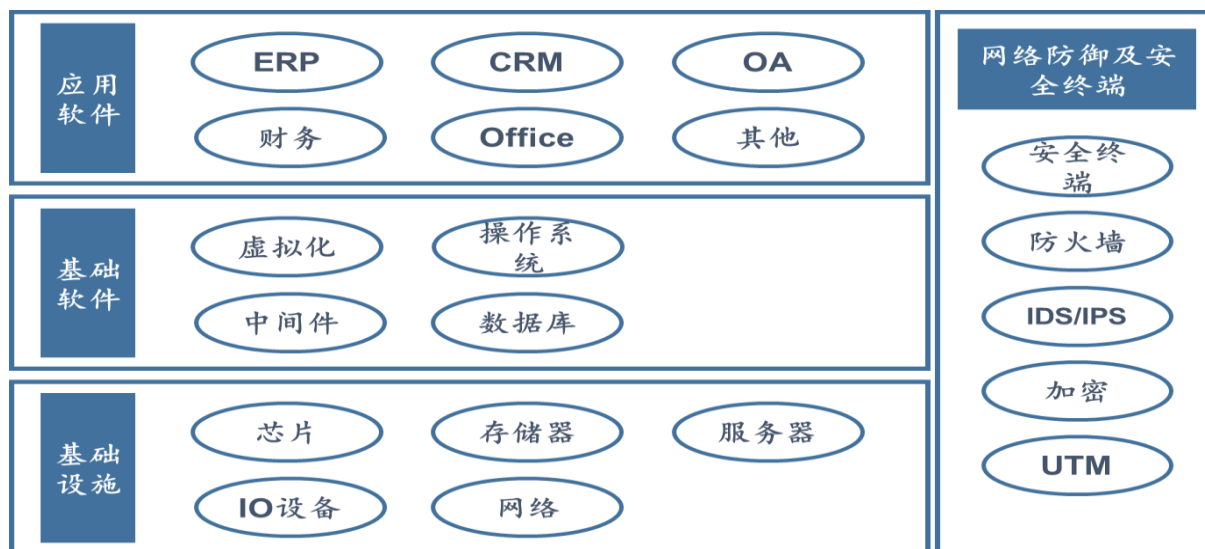 应用
软件
ERP
CRM
OA
财务
Office
其他
基础
软件
虚拟化
操作系
统
中间件
数据库
基础
设施
芯片
存储器
服务器
IO设备
网络
网络防御及安
全终端
安全终
端
防火墙
IDS/IPS
加密
UTM